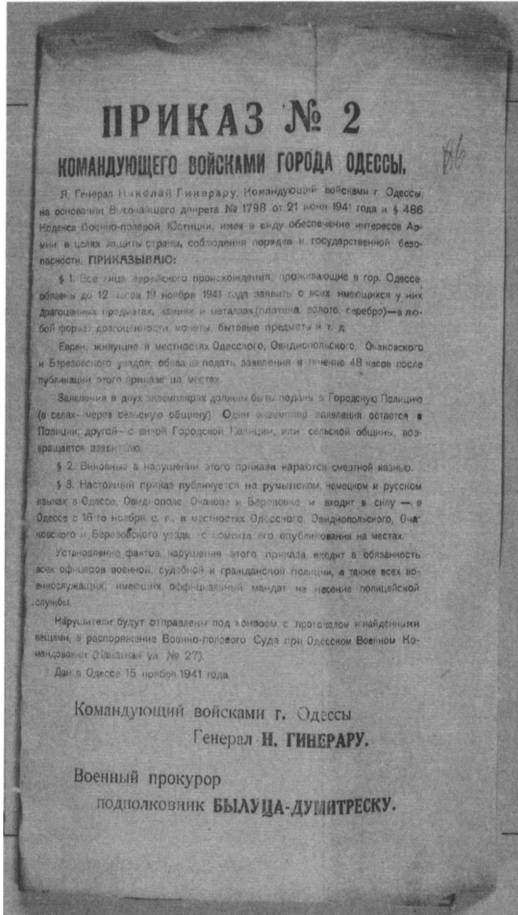 ПРИКАЗ № 2
КОМАНДУЮЩЕГО ВОЙСКАМИ ГОРОДА ОДЕССЫ.
Я, Генерал Николай Гинерару, Командующий войсками г. Одессы,
на основании Височайшего декрета № 1798 от 21 июня 1941 года и § 486
Кодекса Военно-полевой Юстиции, имея в виду обеспечение интересов Ар-
мии в целях защиты страны, соблюдения порядка и государственной безо-
пасности, ПРИКАЗЫВАЮ:
§ 1. Все лица еврейского происхождения, проживающие в гор. Одессе
обязаны до 12 часов 19 ноября 1941 года заявить о всех имеющихся у них
драгоценных предметах, камнях и металлах (платина, золото, серебро)—в лю-
бой форме: драгоценности, монеты, бытовые предметы и т. д.
Евреи, живущие в местностях Одесского, Овидиопольского, Очаковского
и Березовского уездов, обязаны подать заявления в течение 48 часов после
публикации этого приказа на местах.
Заявления в двух экземплярах должны быть поданы в Городскую Полицию
(в селах—через сельскую общину). Один экземпляр заявления остается в
Полиции, другой—с визой Городской Полиции, или сельской общины, воз-
вращается заявителю.
§ 2. Виновные в нарушении этого приказа караются смертной казнью.
§ 3. Настоящий приказ публикуется на румынском, немецком и русском
языках в Одессе, Овидиополе, Очакове и Березовке и входит в силу — в
Одессе с 16-го ноября с. г., в местностях Одесского, Овидиопольского, Оча-
ковского и Березовского уезда, с момента его опубликования на местах.
Установление фактов нарушения этого приказа входит в обязанность
всех офицеров военной, судебной и гражданской полиции, а также всех во-
еннослужащих, имеющих оффициальный мандат на несение полицейской
службы.
Нарушители будут отправлены под конвоем с протоколом и найденными
вещами, в распоряжение Военно-полевого Суда при Одесском Военном Ко-
мандовании (Канатная ул. № 27).
Дан в Одессе 15 ноября 1941 года.
Командующий войсками г. Одессы
Генерал Н. ГИНЕРАРУ.
Военный прокурор
подполковник БЫЛУЦА-ДУМИТРЕСКУ.